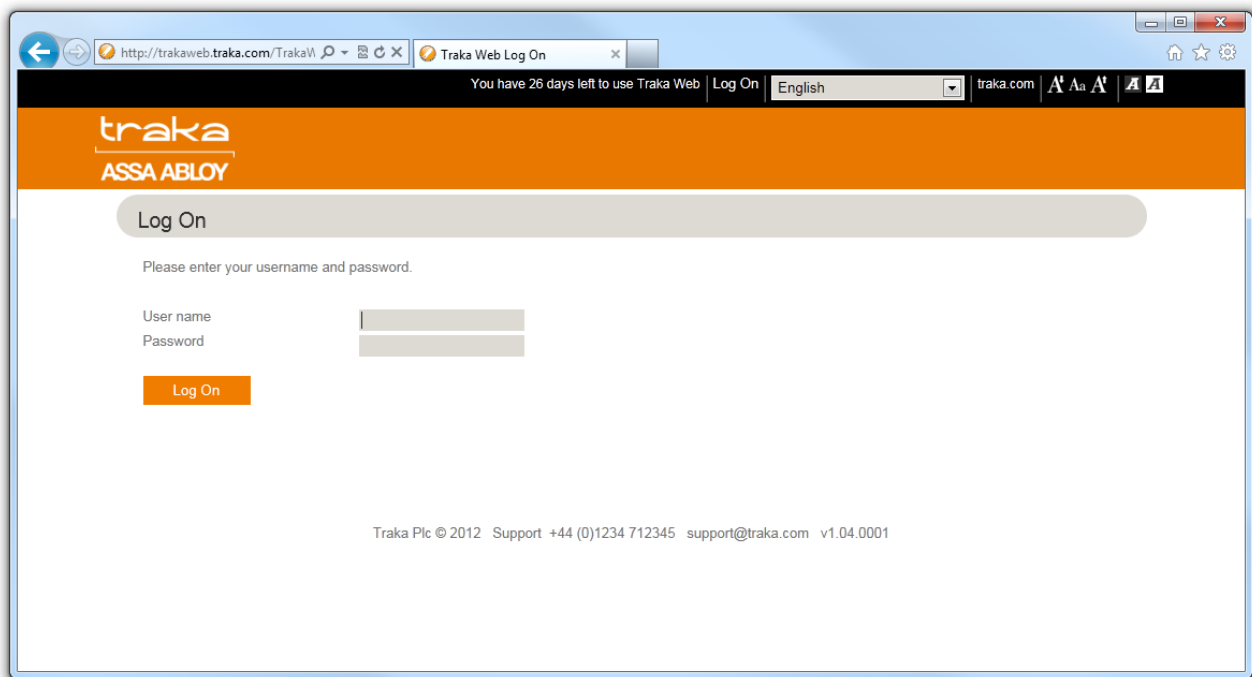 http://trakaweb.traka.com/TrakaW
Traka Web Log On
You have 26 days left to use Traka Web Log On English traka.com A Aa A A A
traka
ASSA ABLOY
Log On
Please enter your username and password.
User name
Password
Log On
Traka Plc © 2012 Support +44 (0)1234 712345 support@traka.com v1.04.0001